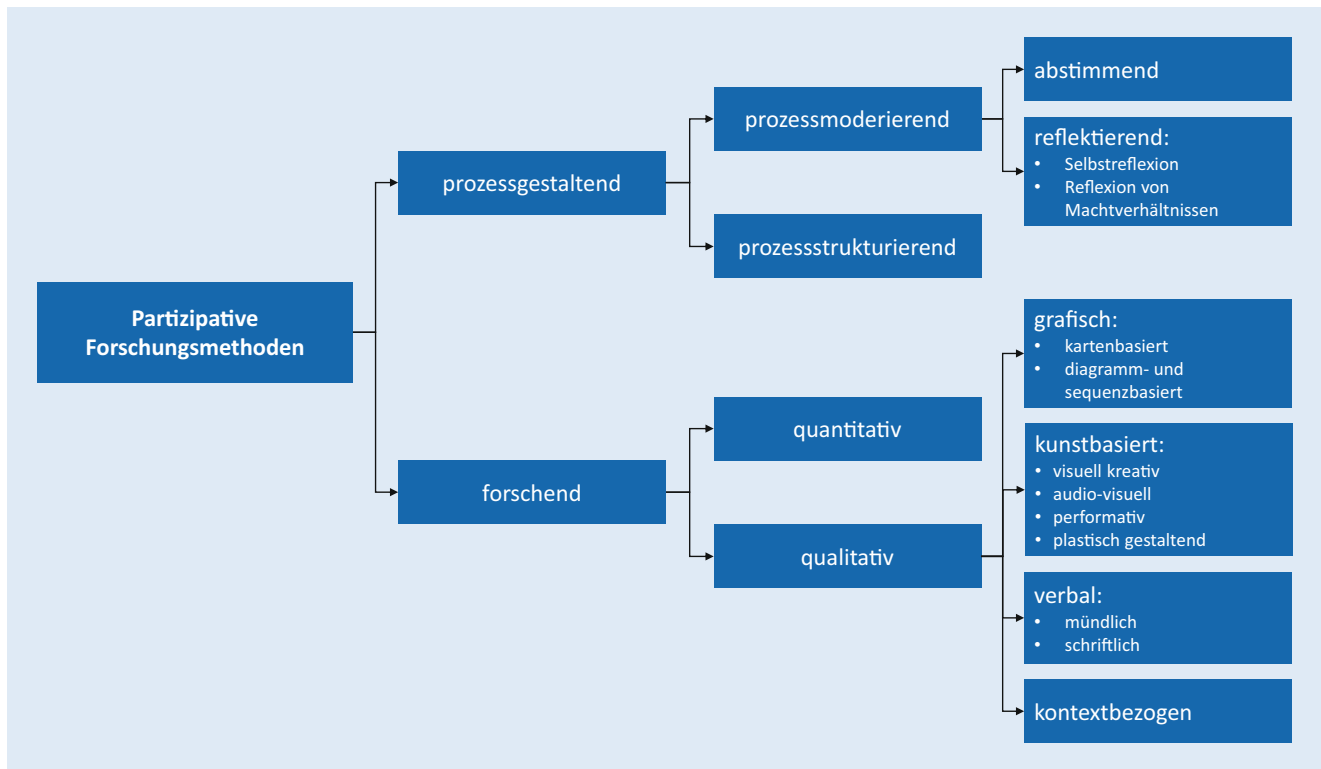 Partizipative
Forschungsmethoden
prozessgestaltend
prozessmoderierend
abstimmend
reflektierend:
• Selbstreflexion
• Reflexion von
Machtverhältnissen
prozessstrukturierend
forschend
quantitativ
qualitativ
grafisch:
• kartenbasiert
• diagramm- und
sequenzbasiert
kunstbasiert:
• visuell kreativ
• audio-visuell
• performativ
• plastisch gestaltend
verbal:
• mündlich
• schriftlich
kontextbezogen